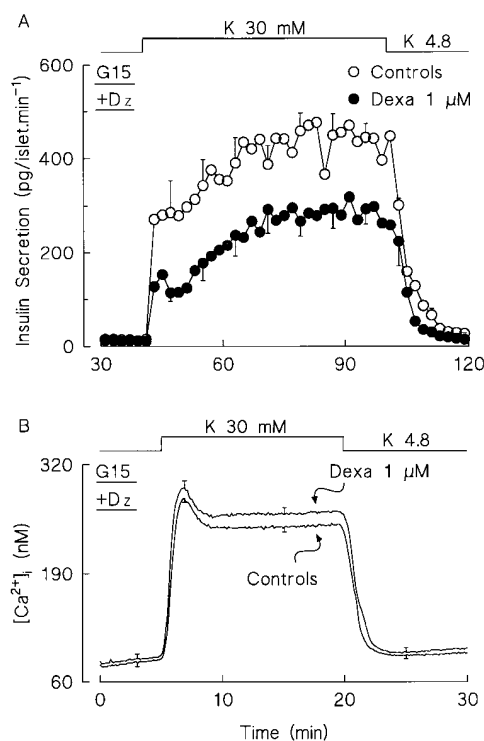 A
K 30 mM
K 4.8
G15
+Dz
Controls
Dexa 1 μM
Insulin Secretion (pg/islet.min⁻¹)
600
400
200
0
30
60
90
120
B
K 30 mM
K 4.8
G15
+Dz
Dexa 1 μM
Controls
[Ca²⁺]i (nM)
320
190
60
0
10
20
30
Time (min)